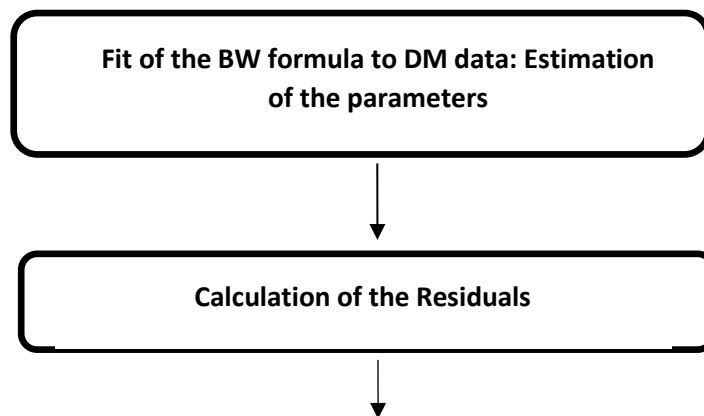 Fit of the BW formula to DM data: Estimation
of the parameters
Calculation of the Residuals